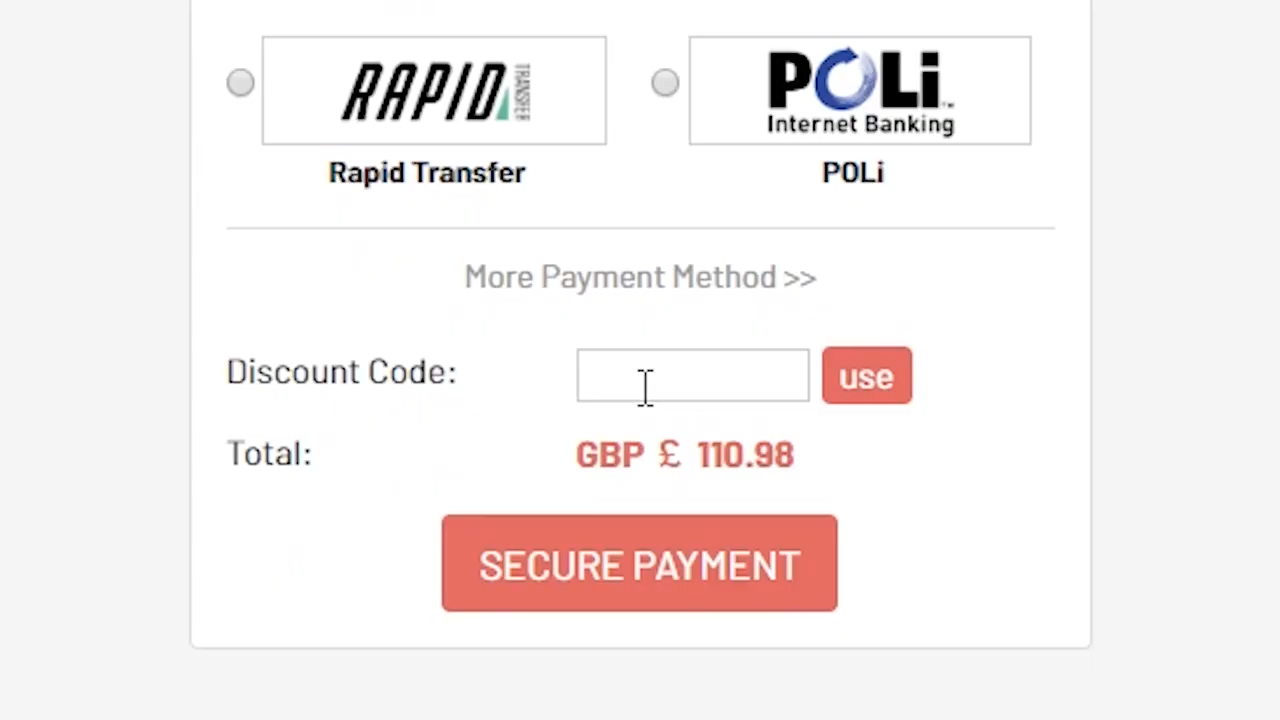 RAPID TRANSFER
POLi™
Internet Banking
Rapid Transfer
POLi
More Payment Method >>
Discount Code:
use
Total:
GBP £ 110.98
SECURE PAYMENT